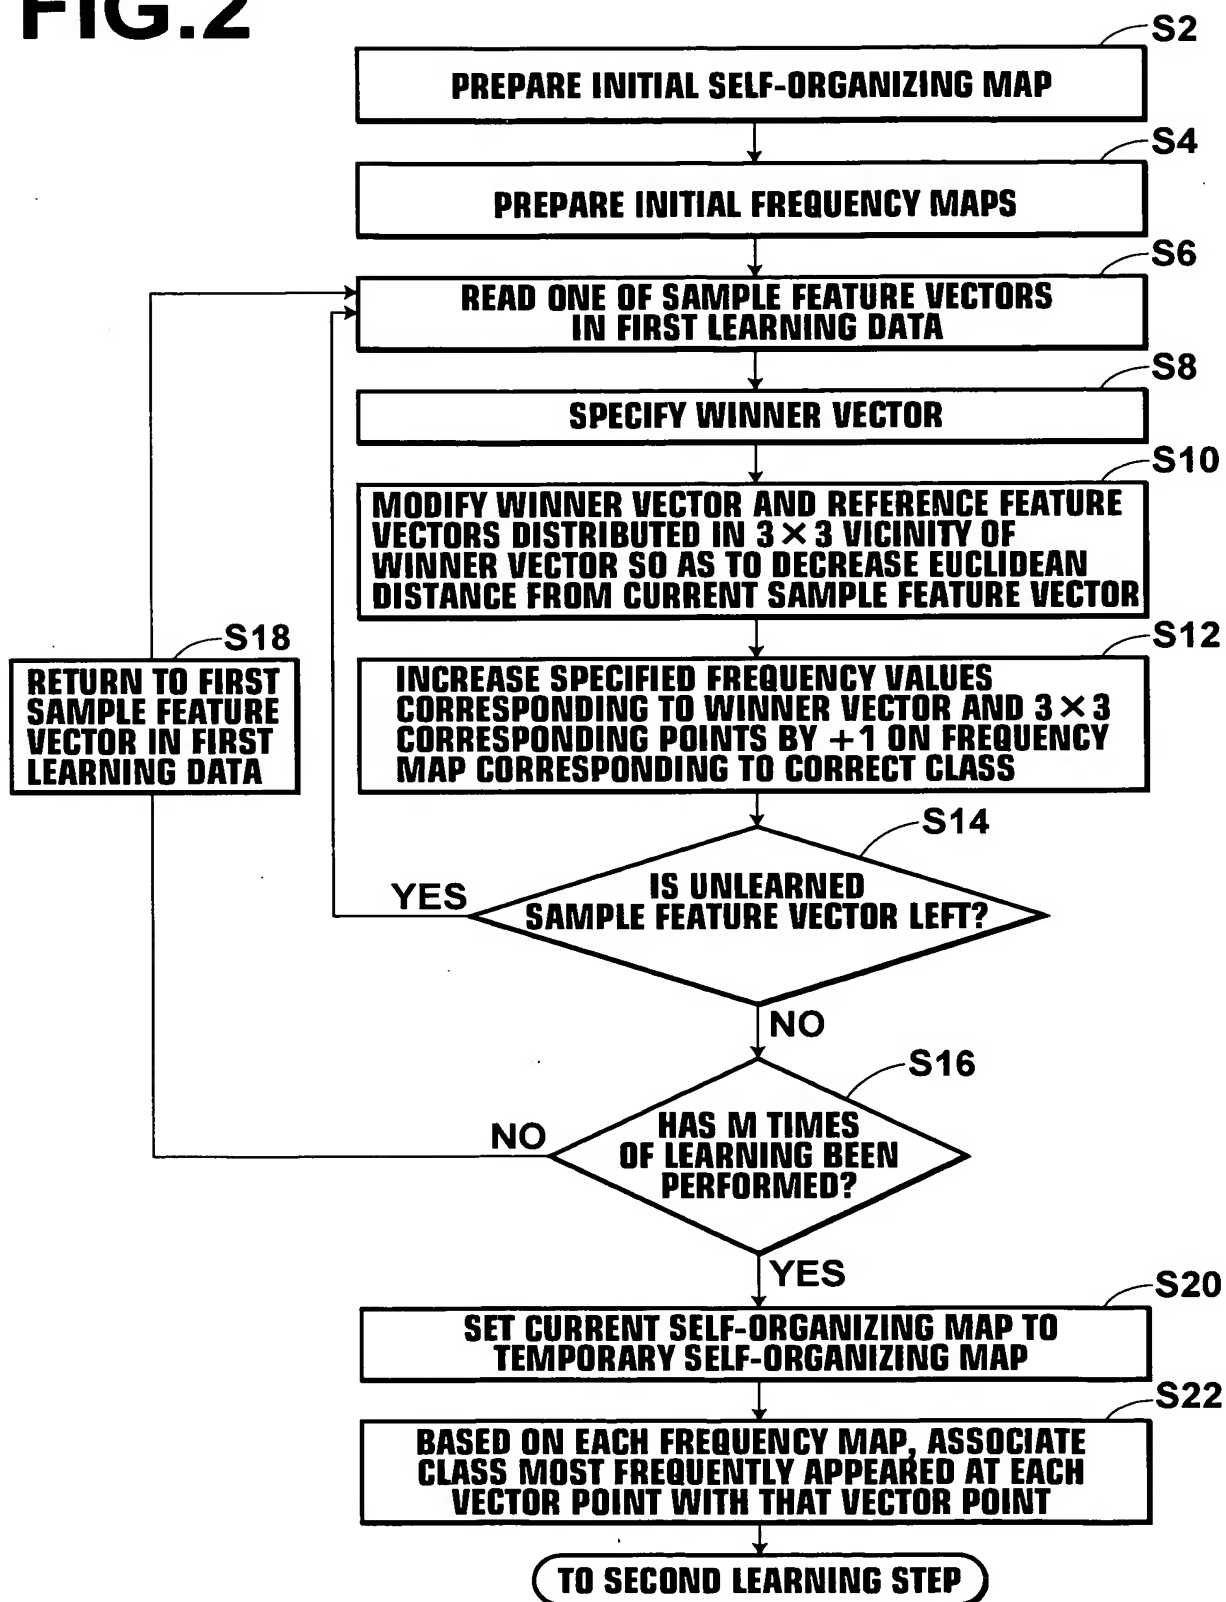 FIG.2
S2
PREPARE INITIAL SELF-ORGANIZING MAP
S4
PREPARE INITIAL FREQUENCY MAPS
S6
READ ONE OF SAMPLE FEATURE VECTORS
IN FIRST LEARNING DATA
S8
SPECIFY WINNER VECTOR
S10
MODIFY WINNER VECTOR AND REFERENCE FEATURE
VECTORS DISTRIBUTED IN 3 × 3 VICINITY OF
WINNER VECTOR SO AS TO DECREASE EUCLIDEAN
DISTANCE FROM CURRENT SAMPLE FEATURE VECTOR
S12
INCREASE SPECIFIED FREQUENCY VALUES
CORRESPONDING TO WINNER VECTOR AND 3 × 3
CORRESPONDING POINTS BY +1 ON FREQUENCY
MAP CORRESPONDING TO CORRECT CLASS
S18
RETURN TO FIRST
SAMPLE FEATURE
VECTOR IN FIRST
LEARNING DATA
S14
IS UNLEARNED
SAMPLE FEATURE VECTOR LEFT?
YES
NO
S16
HAS M TIMES
OF LEARNING BEEN
PERFORMED?
NO
YES
S20
SET CURRENT SELF-ORGANIZING MAP TO
TEMPORARY SELF-ORGANIZING MAP
S22
BASED ON EACH FREQUENCY MAP, ASSOCIATE
CLASS MOST FREQUENTLY APPEARED AT EACH
VECTOR POINT WITH THAT VECTOR POINT
TO SECOND LEARNING STEP